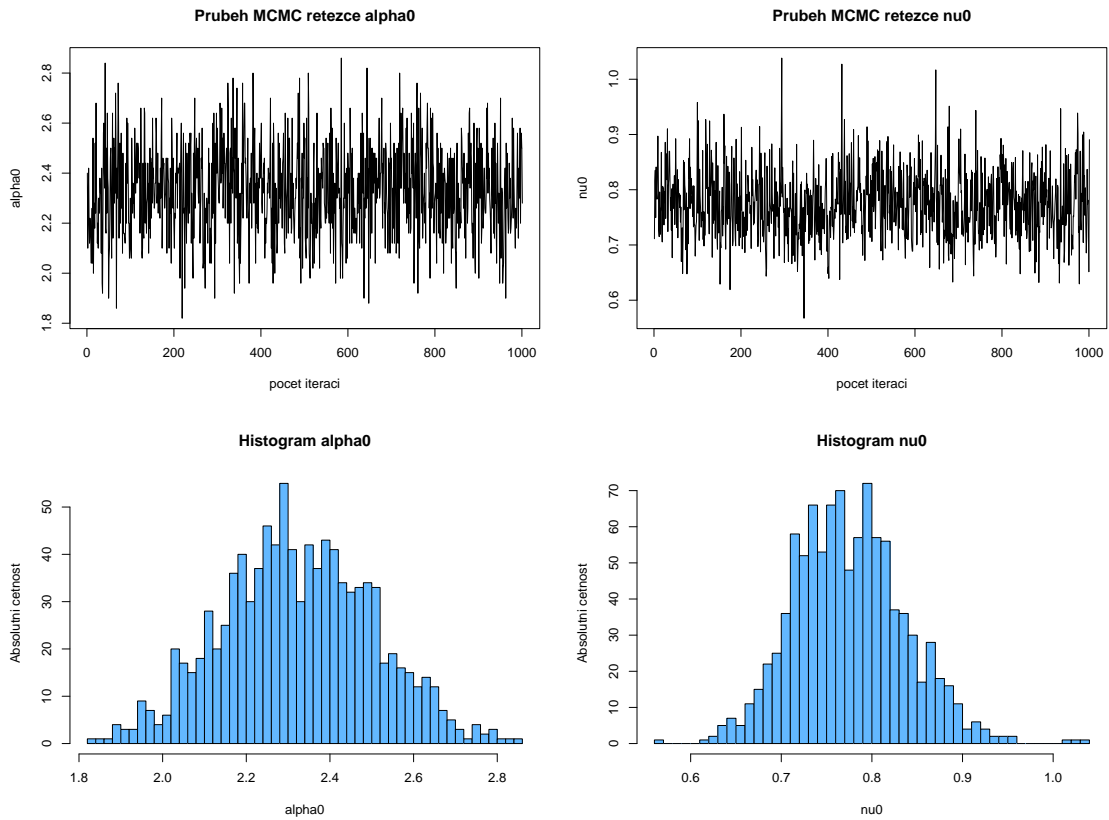 Prubeh MCMC retezce alpha0
alpha0
1.8 2.0 2.2 2.4 2.6 2.8
0 200 400 600 800 1000
pocet iteraci
Prubeh MCMC retezce nu0
nu0
0.6 0.7 0.8 0.9 1.0
0 200 400 600 800 1000
pocet iteraci
Histogram alpha0
Absolutni cetnost
0 10 20 30 40 50
1.8 2.0 2.2 2.4 2.6 2.8
alpha0
Histogram nu0
Absolutni cetnost
0 10 20 30 40 50 60 70
0.6 0.7 0.8 0.9 1.0
nu0